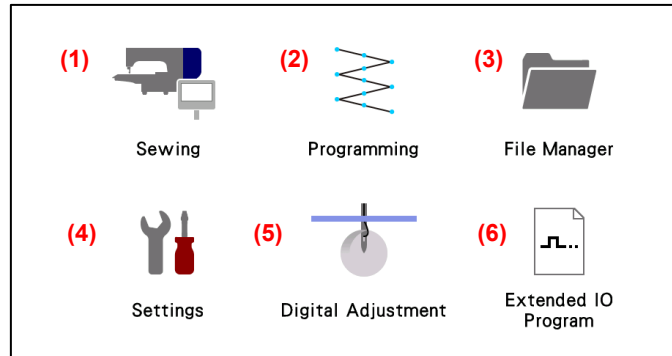 (1) (2) (3)
Sewing Programming File Manager
(4) (5) (6)
Settings Digital Adjustment Extended IO
Program